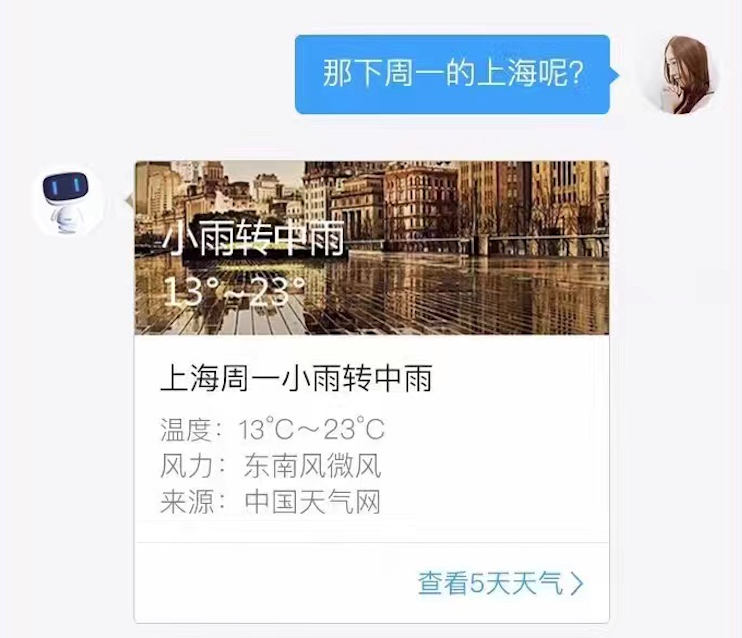 那下周一的上海呢?
小雨转中雨
13°~23°
上海周一小雨转中雨
温度：13℃～23℃
风力：东南风微风
来源：中国天气网
查看5天天气